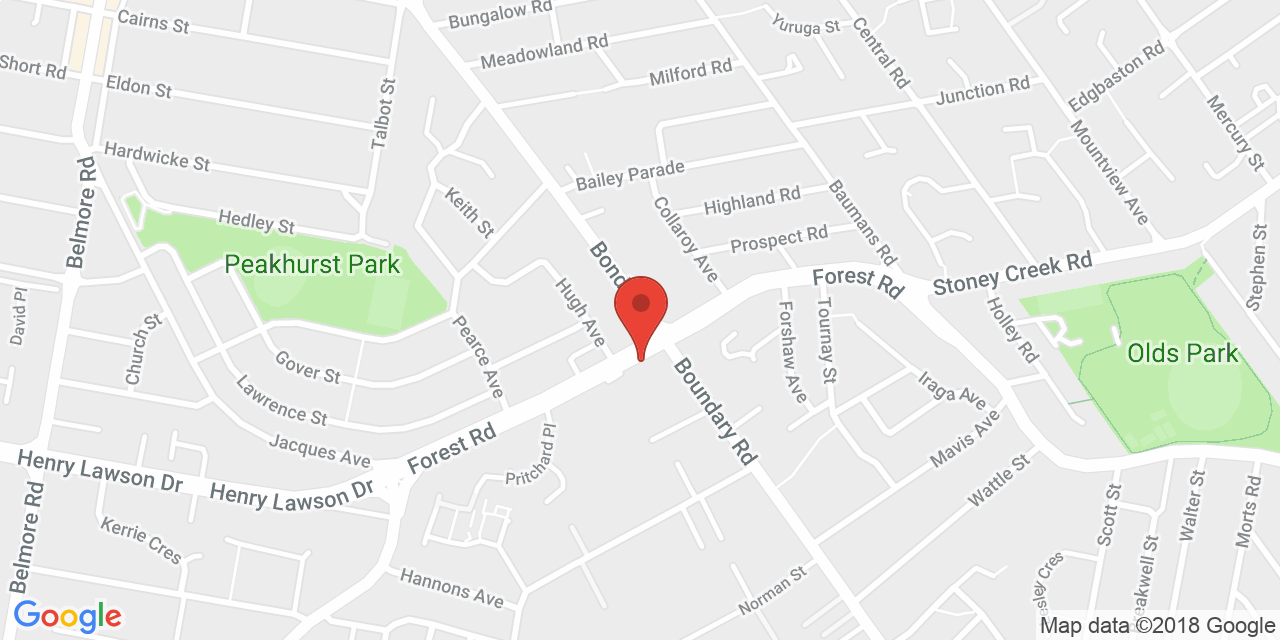 Cairns St
Bungalow Rd
Yuruga St
Central Rd
Meadowland Rd
Edgbaston Rd
Short Rd
Eldon St
Milford Rd
Junction Rd
Talbot St
Mercury St
Hardwicke St
Mountview Ave
Bailey Parade
Belmore Rd
Keith St
Collaroy Ave
Highland Rd
Baumans Rd
Hedley St
Prospect Rd
Stephen St
Peakhurst Park
Forest Rd
Stoney Creek Rd
David Pl
Hugh Ave
Forshaw Ave
Tournay St
Holley Rd
Church St
Pearce Ave
Olds Park
Gover St
Boundary Rd
Iraga Ave
Lawrence St
Mavis Ave
Jacques Ave
Forest Rd
Pritchard Pl
Henry Lawson Dr
Henry Lawson Dr
Wattle St
Belmore Rd
Kerrie Cres
Scott St
Walter St
Morts Rd
Hannons Ave
Norman St
Google
Map data ©2018 Google